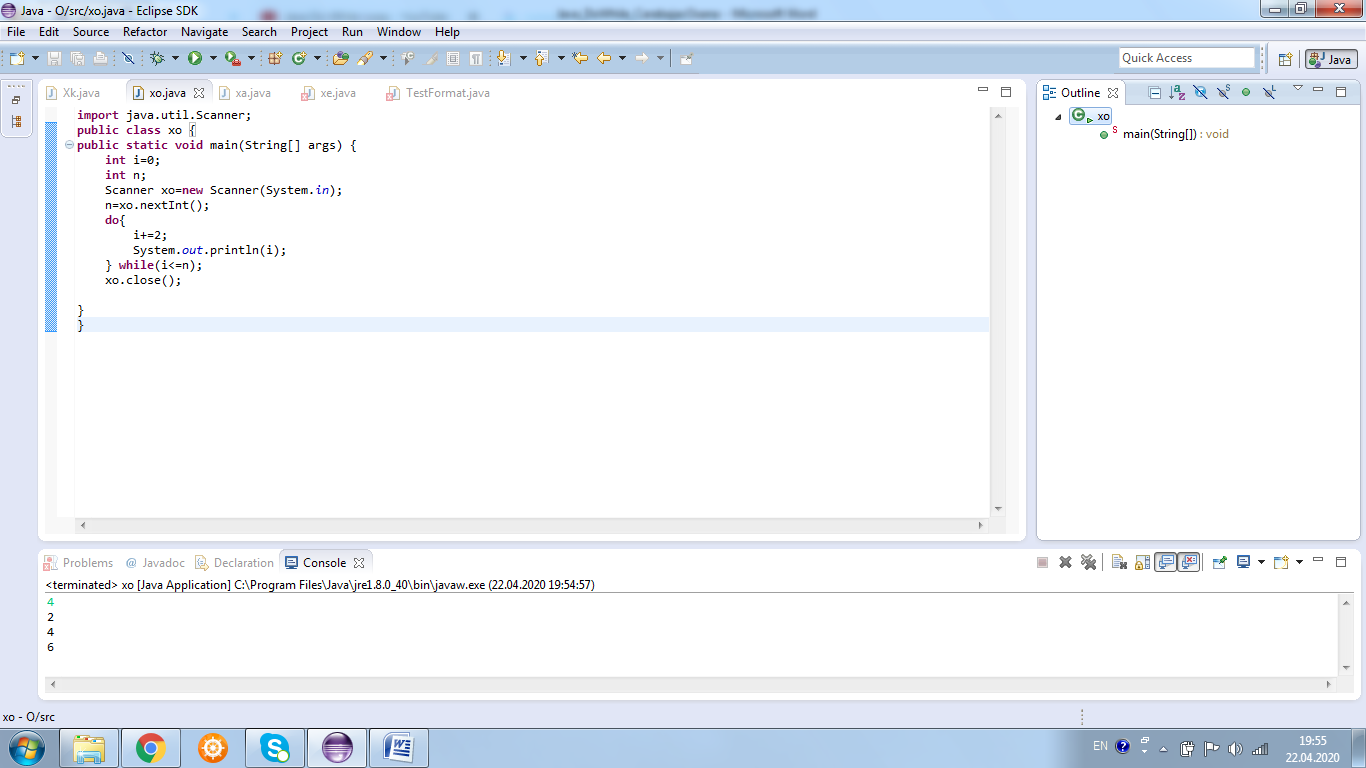 Java - O/src/xo.java - Eclipse SDK
File Edit Source Refactor Navigate Search Project Run Window Help
Quick Access
Java
Xk.java xo.java xa.java xe.java TestFormat.java
import java.util.Scanner;
public class xo {
public static void main(String[] args) {
int i=0;
int n;
Scanner xo=new Scanner(System.in);
n=xo.nextInt();
do{
i+=2;
System.out.println(i);
} while(i<=n);
xo.close();
}
}
Outline
xo
main(String[]) : void
Problems @ Javadoc Declaration Console
<terminated> xo [Java Application] C:\Program Files\Java\jre1.8.0_40\bin\javaw.exe (22.04.2020 19:54:57)
4
2
4
6
xo - O/src
EN
19:55
22.04.2020